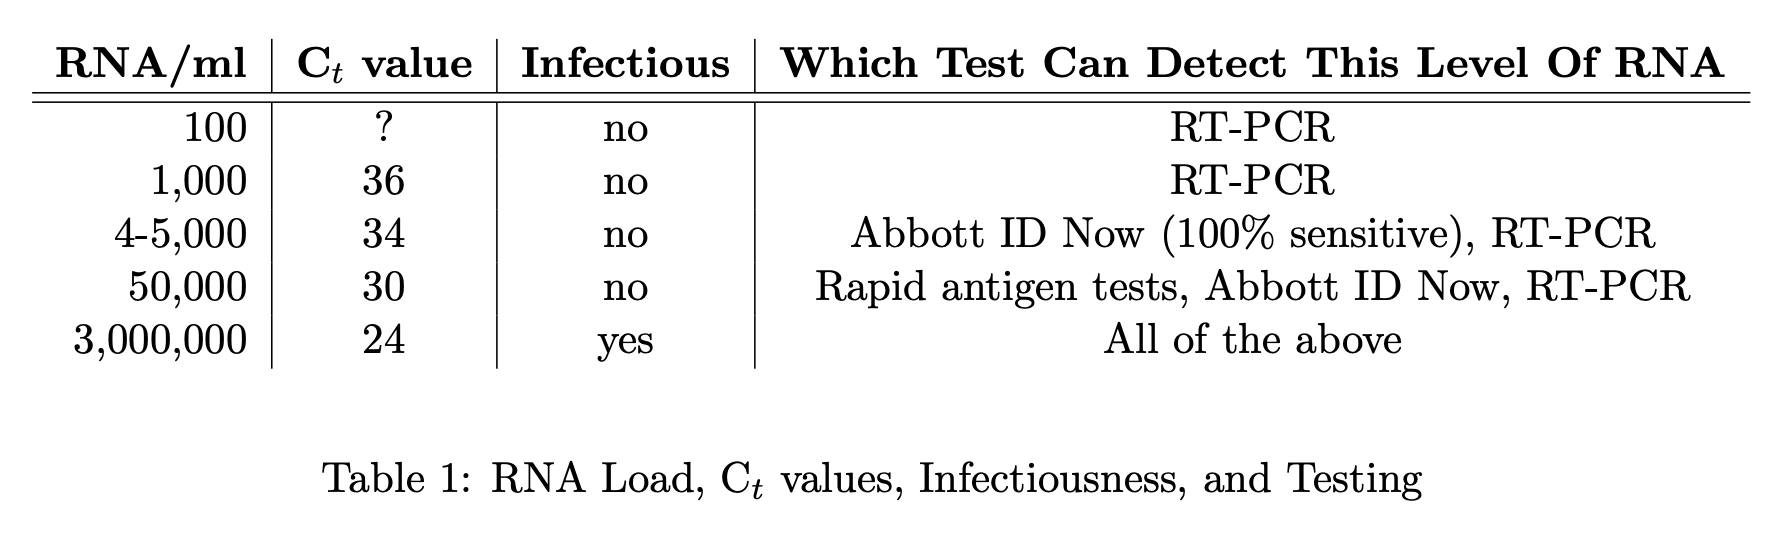 RNA/ml Cₜ value Infectious Which Test Can Detect This Level Of RNA
100 ? no RT-PCR
1,000 36 no RT-PCR
4-5,000 34 no Abbott ID Now (100% sensitive), RT-PCR
50,000 30 no Rapid antigen tests, Abbott ID Now, RT-PCR
3,000,000 24 yes All of the above
Table 1: RNA Load, Cₜ values, Infectiousness, and Testing